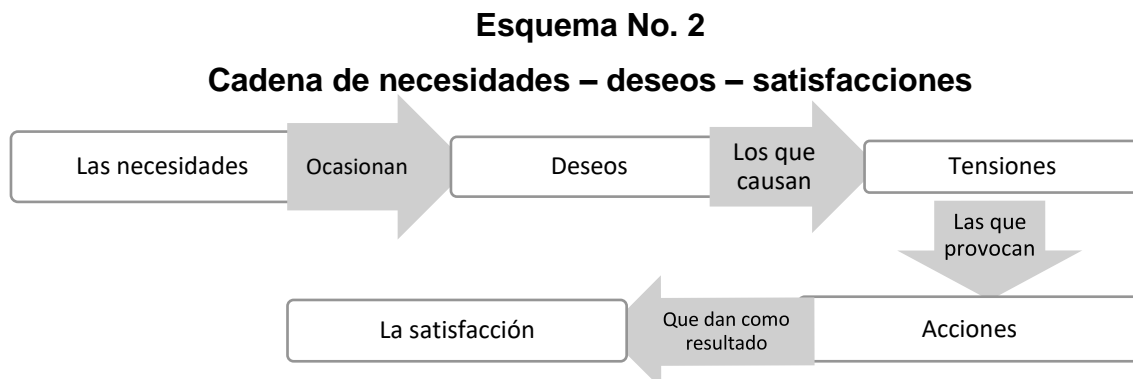 Esquema No. 2
Cadena de necesidades – deseos – satisfacciones
Las necesidades
Ocasionan
Deseos
Los que
causan
Tensiones
Las que
provocan
Acciones
Que dan como
resultado
La satisfacción